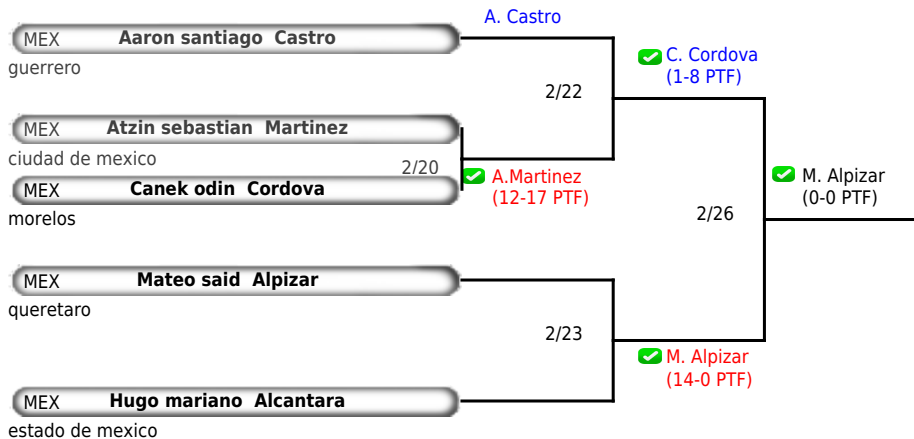 A. Castro
MEX Aaron santiago Castro
guerrero
C. Cordova
(1-8 PTF)
2/22
MEX Atzin sebastian Martinez
ciudad de mexico
2/20
A.Martinez
(12-17 PTF)
MEX Canek odin Cordova
morelos
M. Alpizar
(0-0 PTF)
2/26
MEX Mateo said Alpizar
queretaro
2/23
M. Alpizar
(14-0 PTF)
MEX Hugo mariano Alcantara
estado de mexico